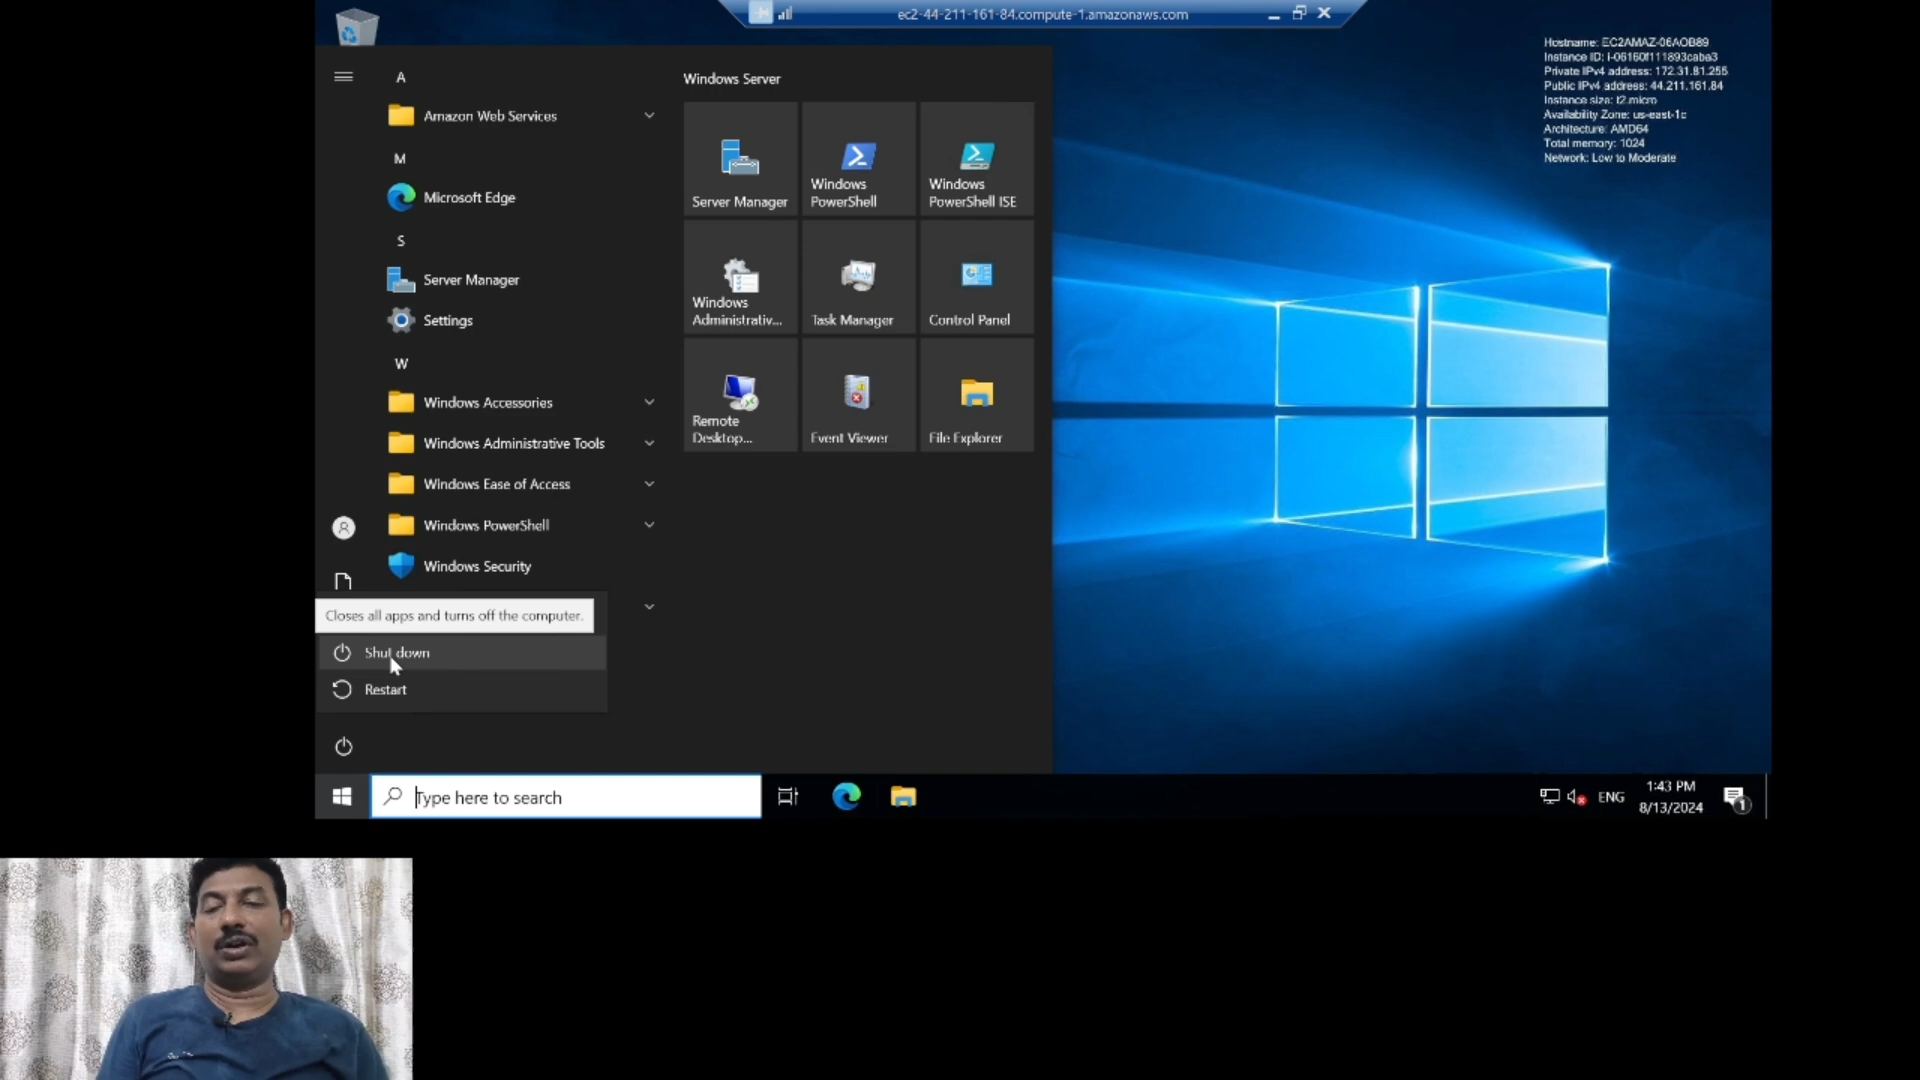 ec2-44-211-161-84.compute-1.amazonaws.com
Hostname: EC2AMAZ-06AOB89
Instance ID: i-06160f111893caba3
Private IPv4 address: 172.31.81.255
Public IPv4 address: 44.211.161.84
Instance size: t2.micro
Availability Zone: us-east-1c
Architecture: AMD64
Total memory: 1024
Network: Low to Moderate
A
Amazon Web Services
M
Microsoft Edge
S
Server Manager
Settings
W
Windows Accessories
Windows Administrative Tools
Windows Ease of Access
Windows PowerShell
Windows Security
Closes all apps and turns off the computer.
Shut down
Restart
Windows Server
Server Manager
Windows
PowerShell
Windows
PowerShell ISE
Windows
Administrativ...
Task Manager
Control Panel
Remote
Desktop...
Event Viewer
File Explorer
Type here to search
ENG
1:43 PM
8/13/2024
1